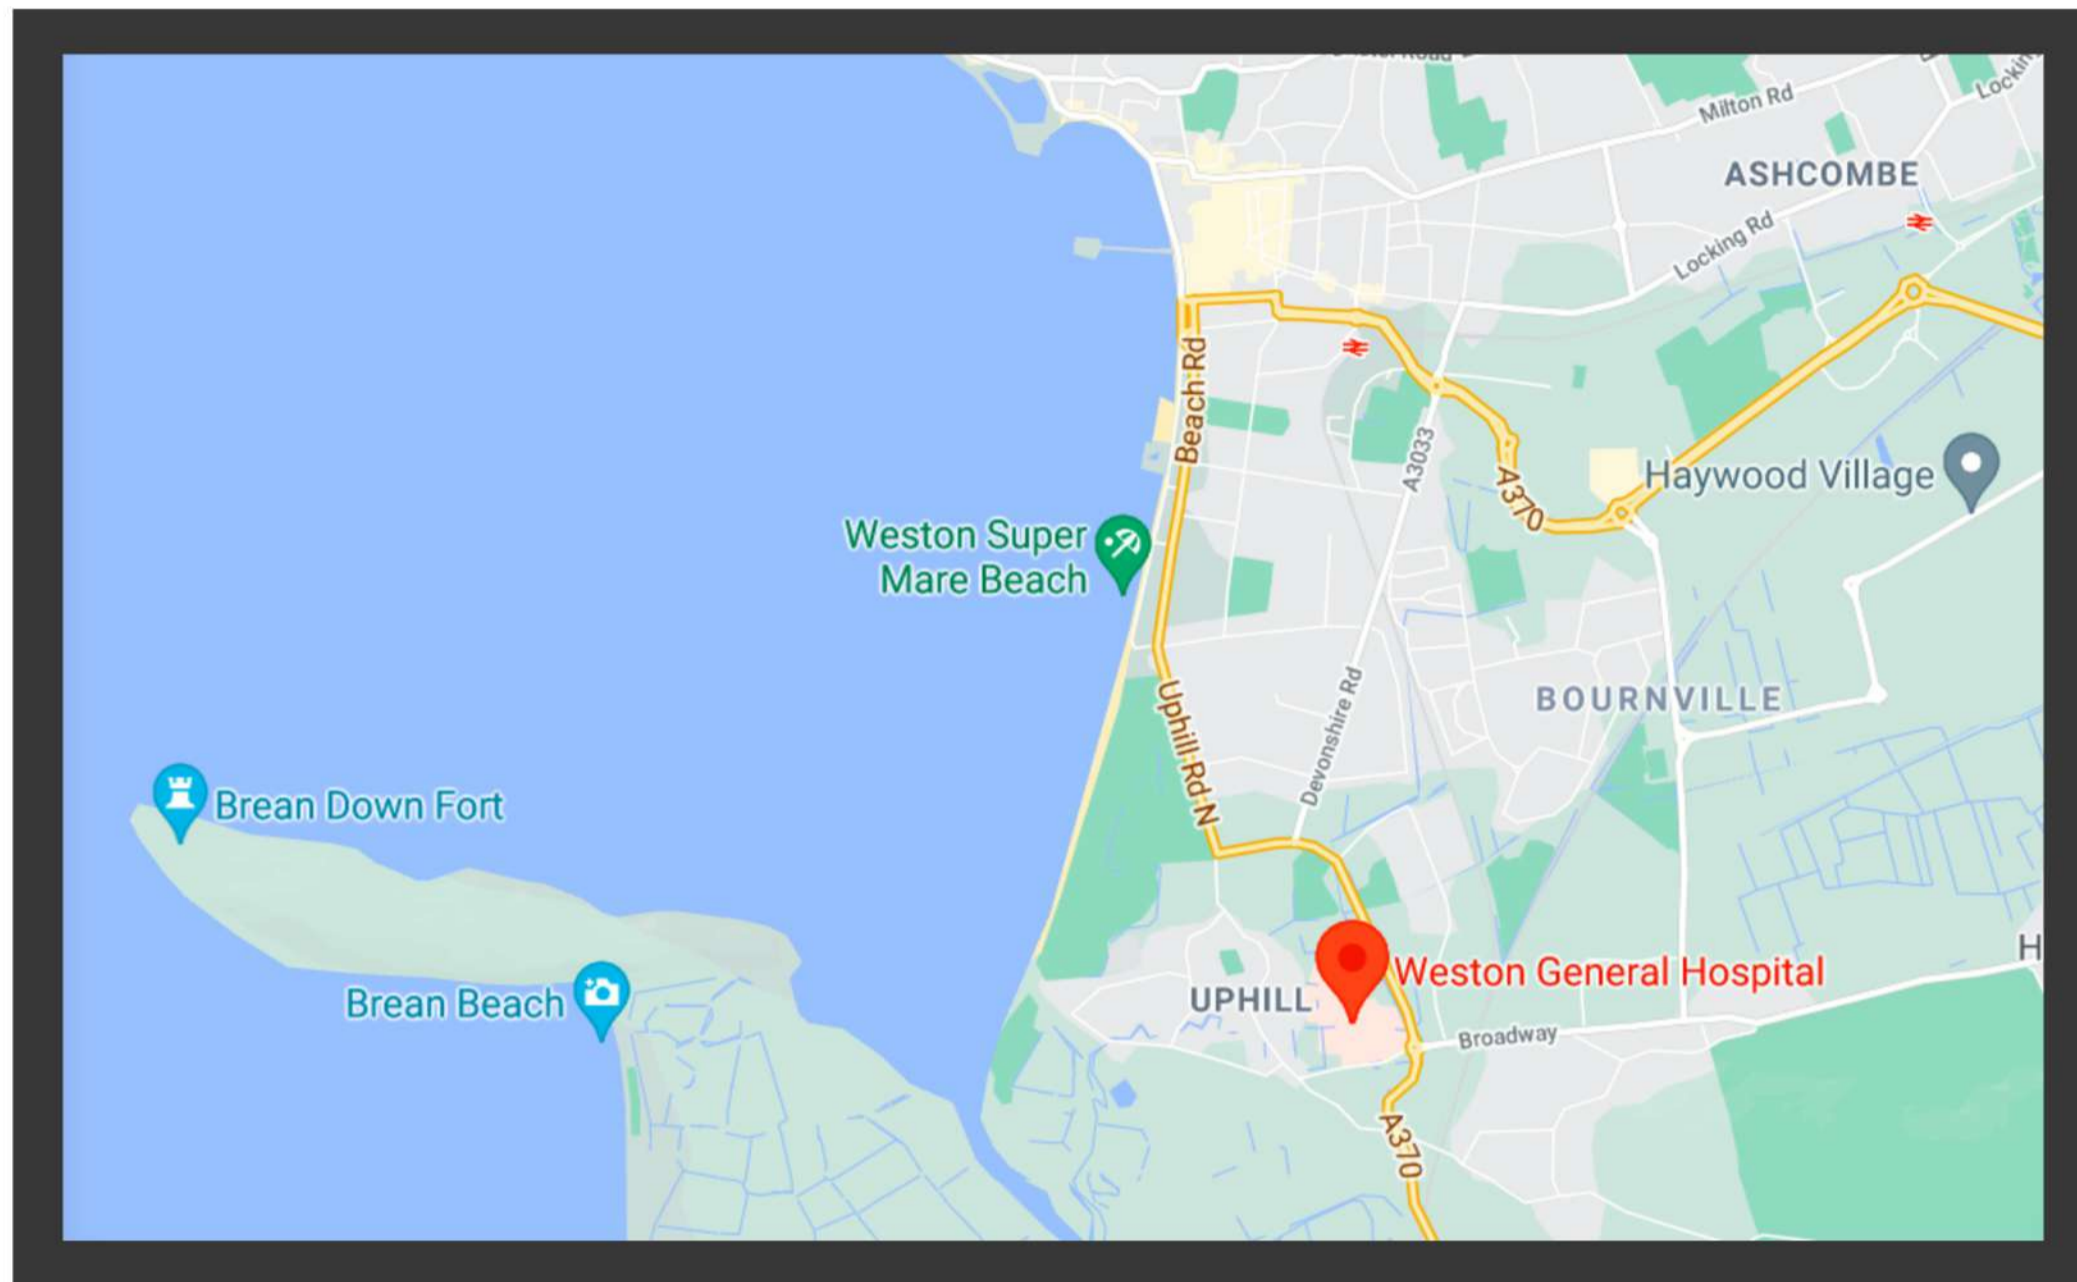 Milton Rd
Locking
ASHCOMBE
Locking Rd
Beach Rd
A3033
A370
Haywood Village
Weston Super
Mare Beach
Devonshire Rd
BOURNVILLE
Uphill Rd N
Brean Down Fort
Weston General Hospital
H
UPHILL
Brean Beach
Broadway
A370